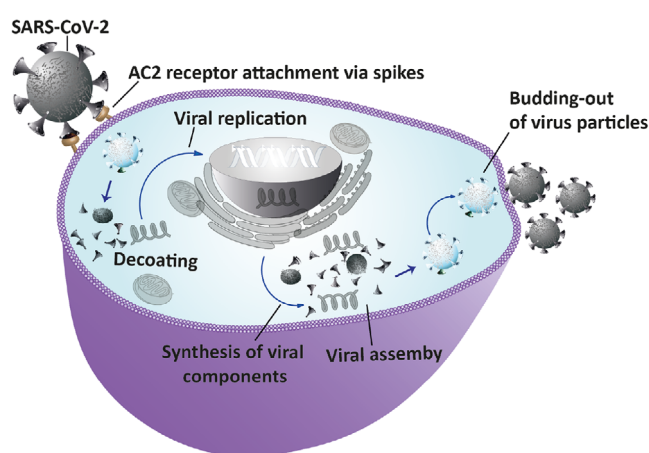 SARS-CoV-2
AC2 receptor attachment via spikes
Viral replication
Budding-out
of virus particles
Decoating
Synthesis of viral
components
Viral assemby